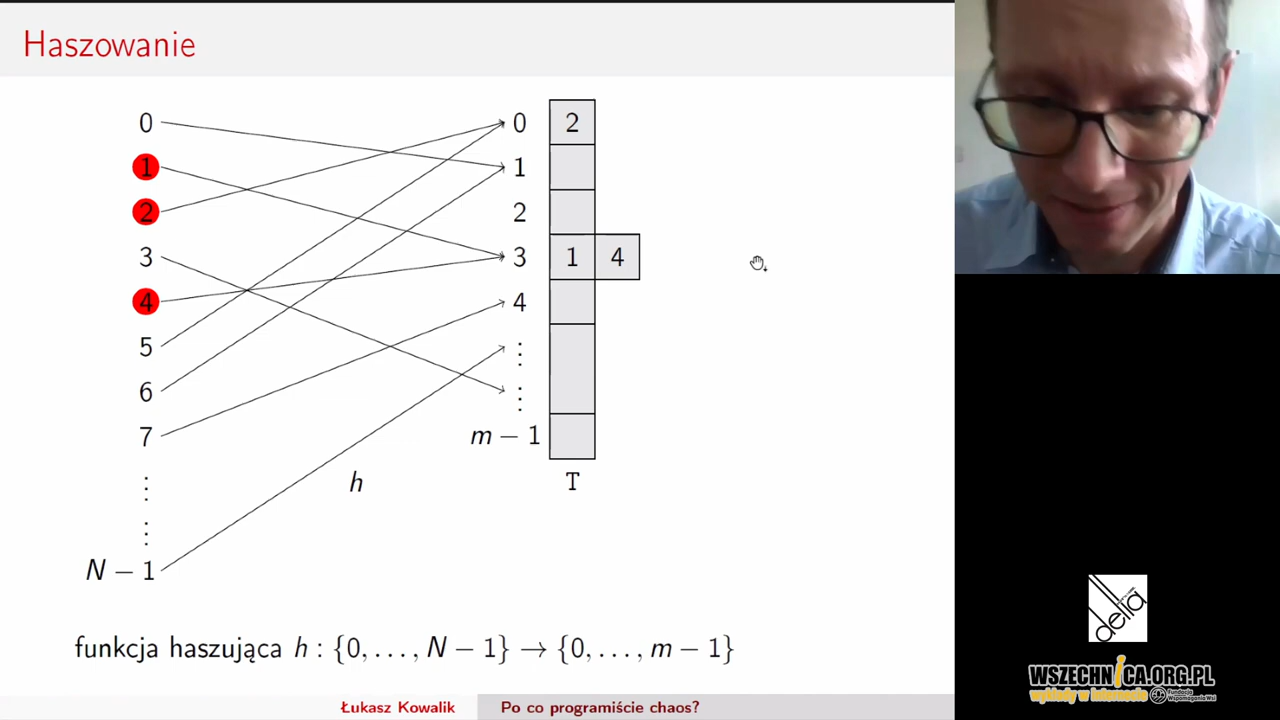 Haszowanie
0
1
2
3
4
5
6
7
⋮
⋮
N − 1
h
0
1
2
3
4
⋮
⋮
m − 1
2
1 4
T
funkcja haszująca h : {0, . . . , N − 1} → {0, . . . , m − 1}
Łukasz Kowalik Po co programiście chaos?
delta
WSZECHNICA.ORG.PL
wykłady w internecie